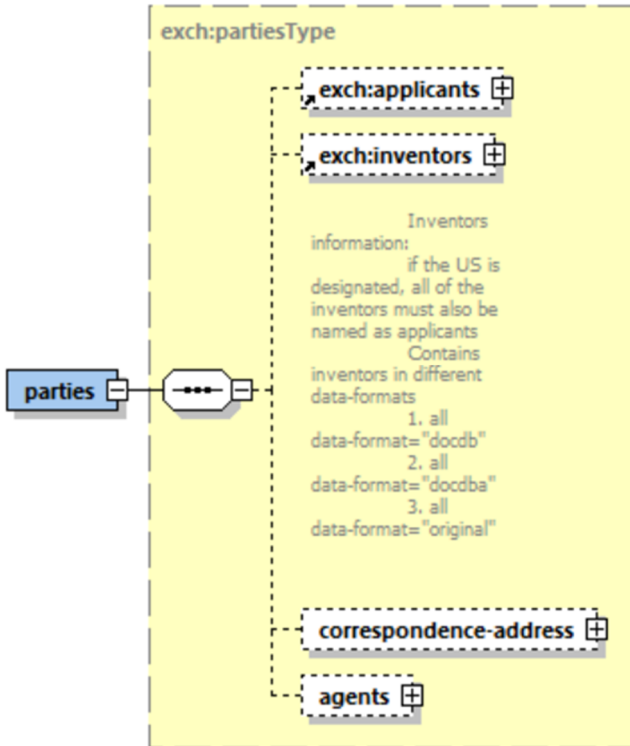 exch:partiesType
exch:applicants
exch:inventors
Inventors
information:
if the US is
designated, all of the
inventors must also be
named as applicants
Contains
inventors in different
data-formats
1. all
data-format="docdb"
2. all
data-format="docdba"
3. all
data-format="original"
parties
correspondence-address
agents